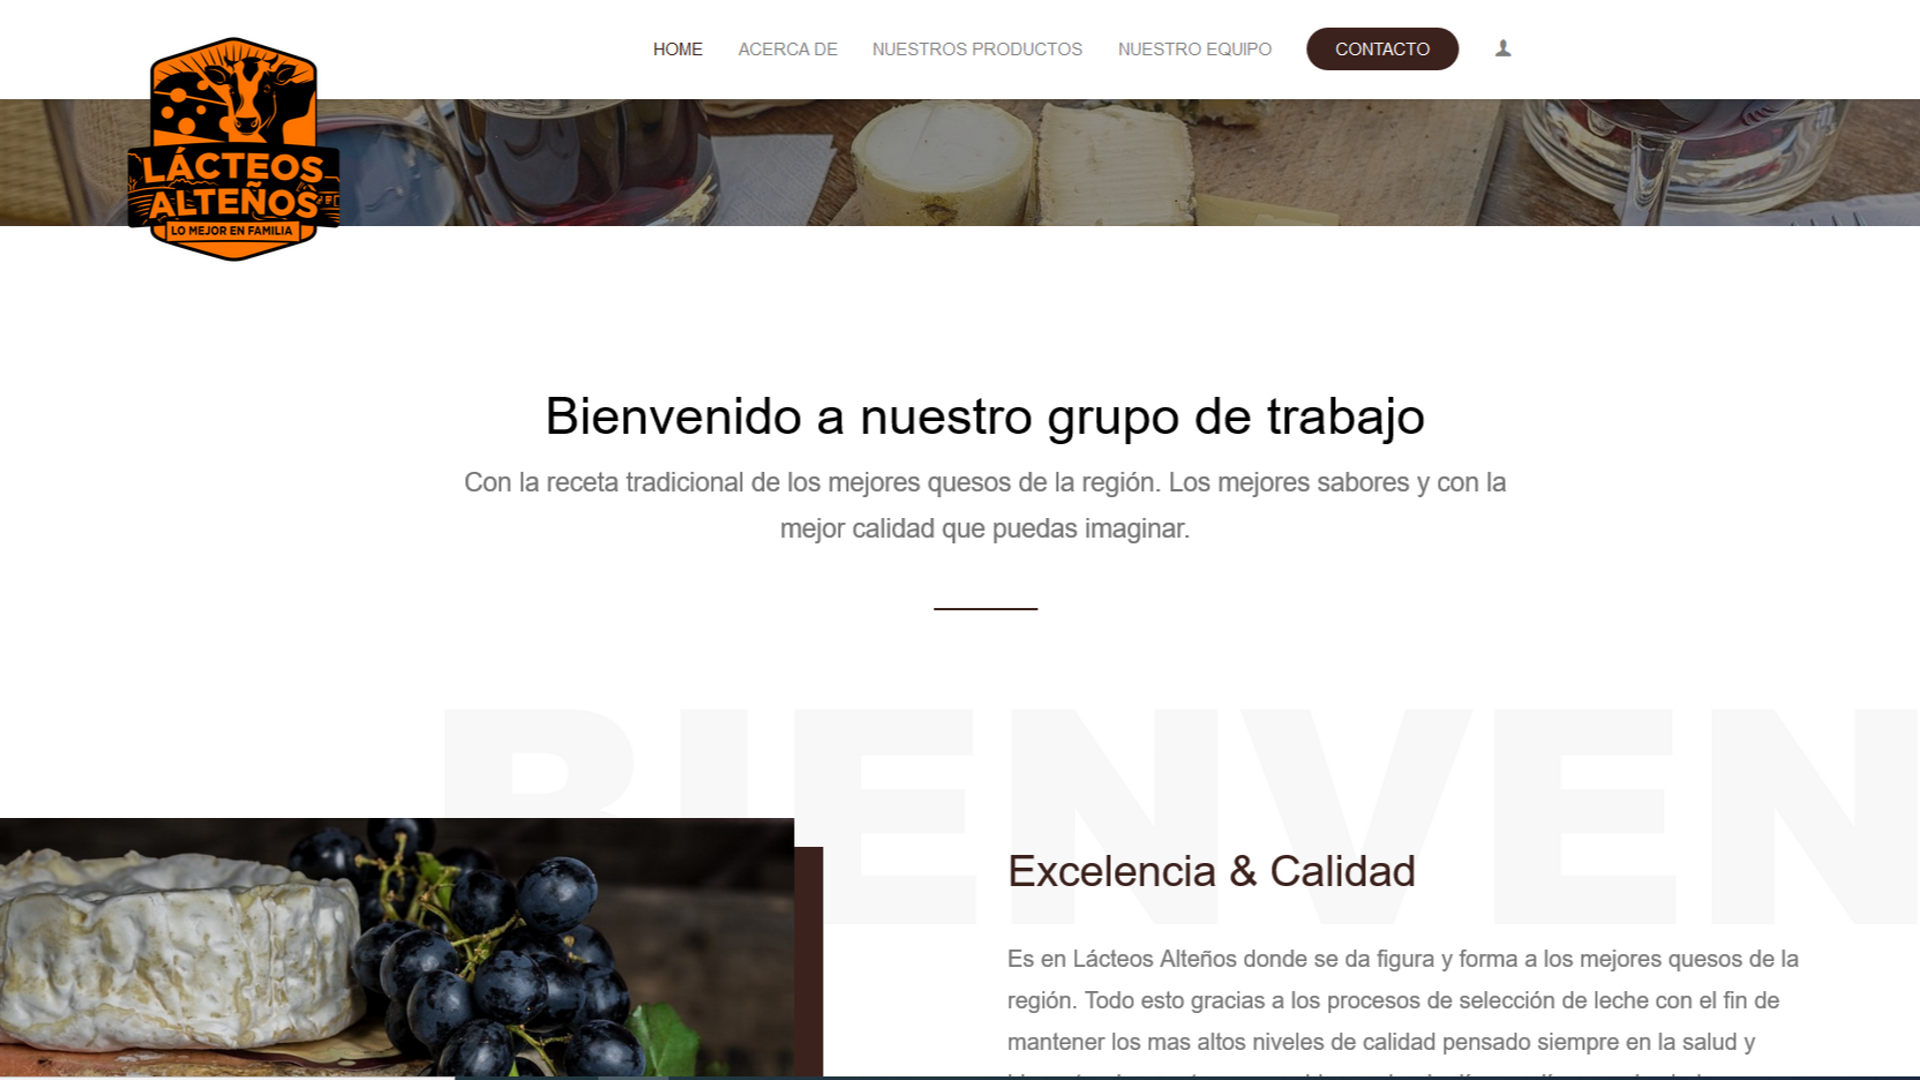 HOME
ACERCA DE
NUESTROS PRODUCTOS
NUESTRO EQUIPO
CONTACTO
LÁCTEOS
ALTEÑOS
LO MEJOR EN FAMILIA
Bienvenido a nuestro grupo de trabajo
Con la receta tradicional de los mejores quesos de la región. Los mejores sabores y con la
mejor calidad que puedas imaginar.
BIENVEN
Excelencia & Calidad
Es en Lácteos Alteños donde se da figura y forma a los mejores quesos de la
región. Todo esto gracias a los procesos de selección de leche con el fin de
mantener los mas altos niveles de calidad pensado siempre en la salud y